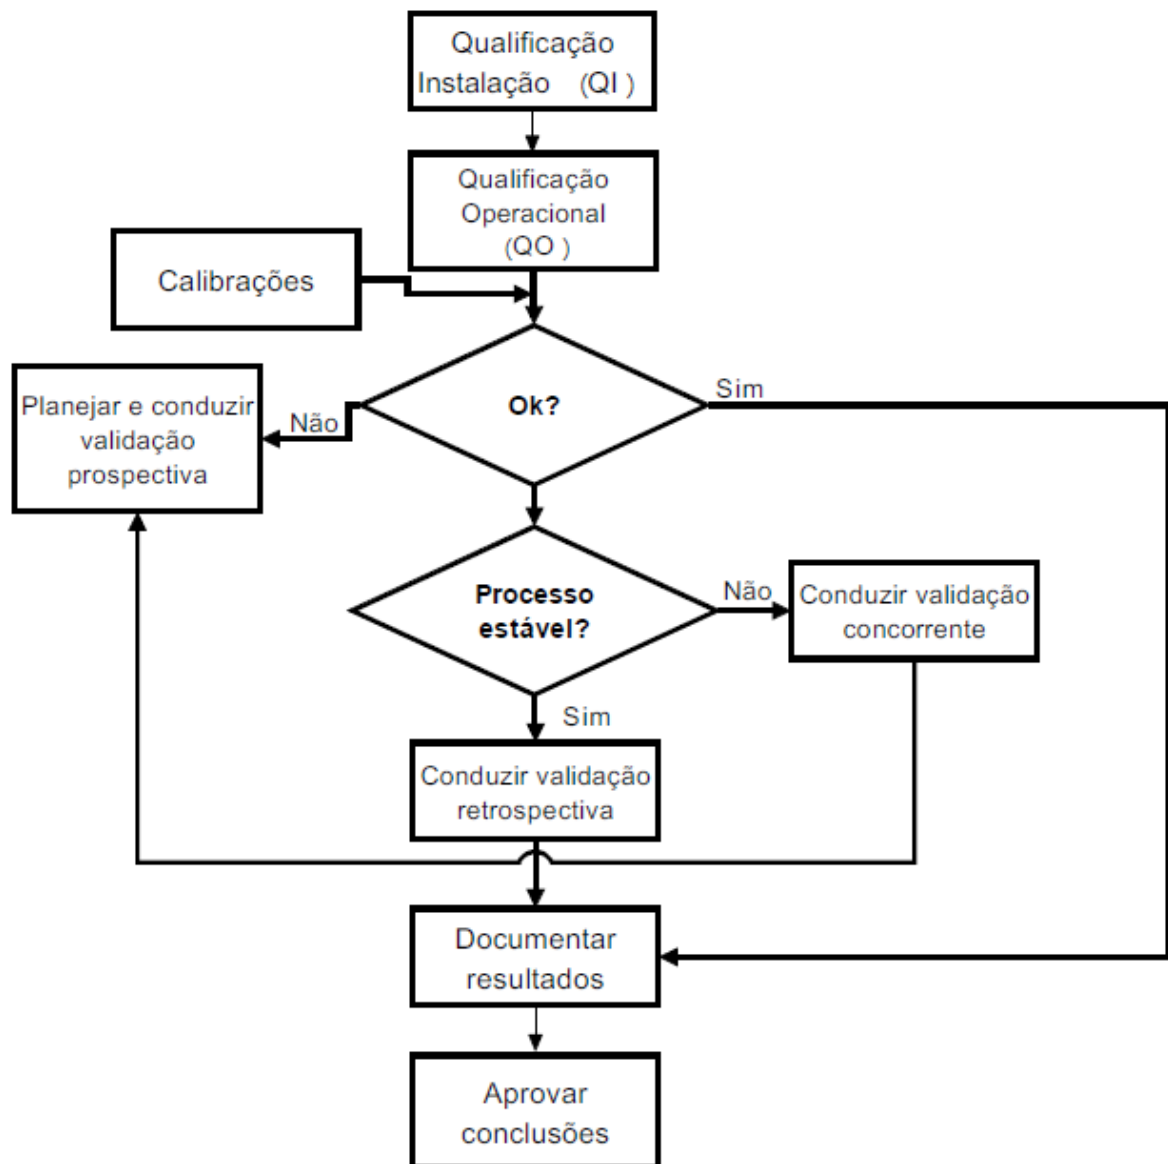 Qualificação
Instalação (QI )
Qualificação
Operacional
(QO )
Calibrações
Ok?
Sim
Planejar e conduzir
validação
prospectiva
Não
Processo
estável?
Não
Conduzir validação
concorrente
Sim
Conduzir validação
retrospectiva
Documentar
resultados
Aprovar
conclusões